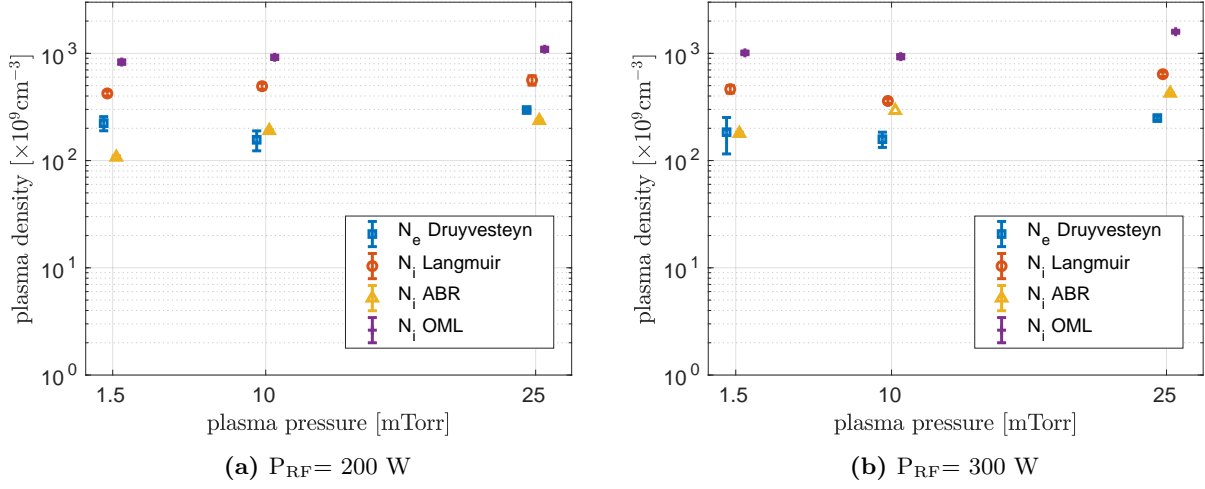 plasma density [×10⁹cm⁻³]
10³
10²
10¹
10⁰
1.5 10 25
plasma pressure [mTorr]
N_e Druyvesteyn
N_i Langmuir
N_i ABR
N_i OML
(a) P_RF= 200 W
plasma density [×10⁹cm⁻³]
10³
10²
10¹
10⁰
1.5 10 25
plasma pressure [mTorr]
N_e Druyvesteyn
N_i Langmuir
N_i ABR
N_i OML
(b) P_RF= 300 W